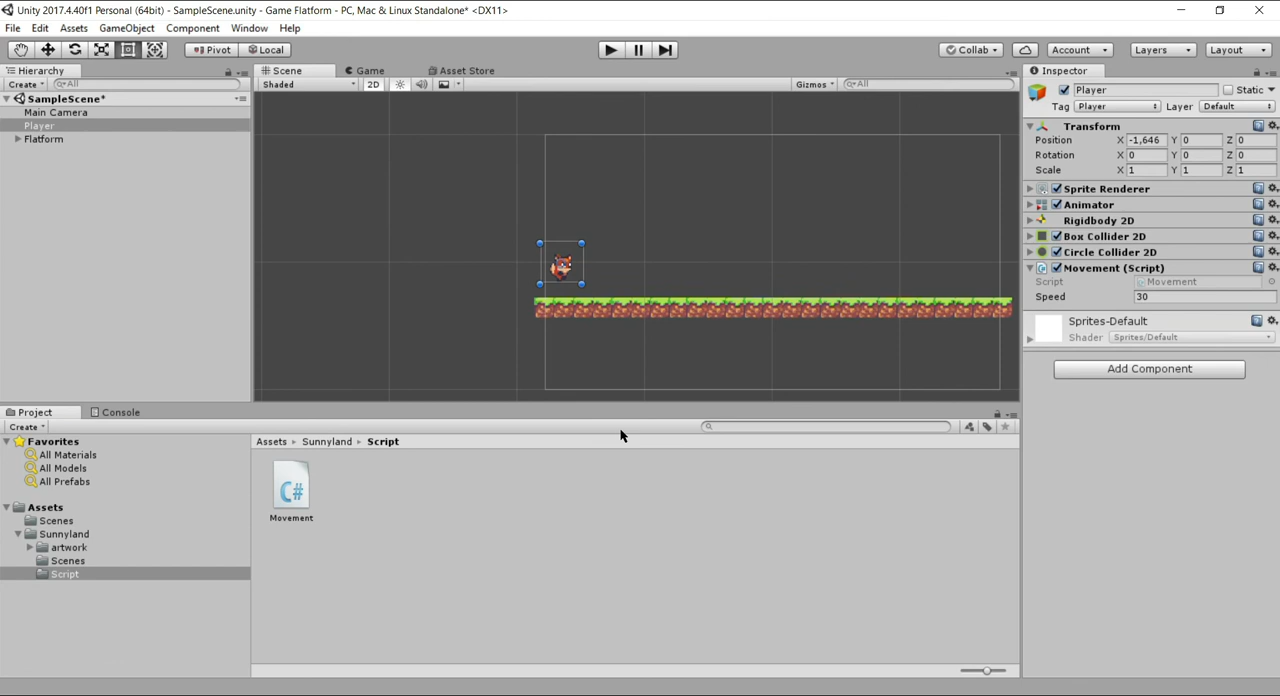 Unity 2017.4.40f1 Personal (64bit) - SampleScene.unity - Game Flatform - PC, Mac & Linux Standalone* <DX11>
File Edit Assets GameObject Component Window Help
Pivot Local Collab Account Layers Layout
Hierarchy
Create All
SampleScene*
Main Camera
Player
Flatform
Scene Game Asset Store
Shaded 2D Gizmos All
Inspector
Player Static
Tag Player Layer Default
Transform
Position X -1,646 Y 0 Z 0
Rotation X 0 Y 0 Z 0
Scale X 1 Y 1 Z 1
Sprite Renderer
Animator
Rigidbody 2D
Box Collider 2D
Circle Collider 2D
Movement (Script)
Script Movement
Speed 30
Sprites-Default
Shader Sprites/Default
Add Component
Project Console
Create
Favorites
All Materials
All Models
All Prefabs
Assets
Scenes
Sunnyland
artwork
Scenes
Script
Assets Sunnyland Script
C#
Movement